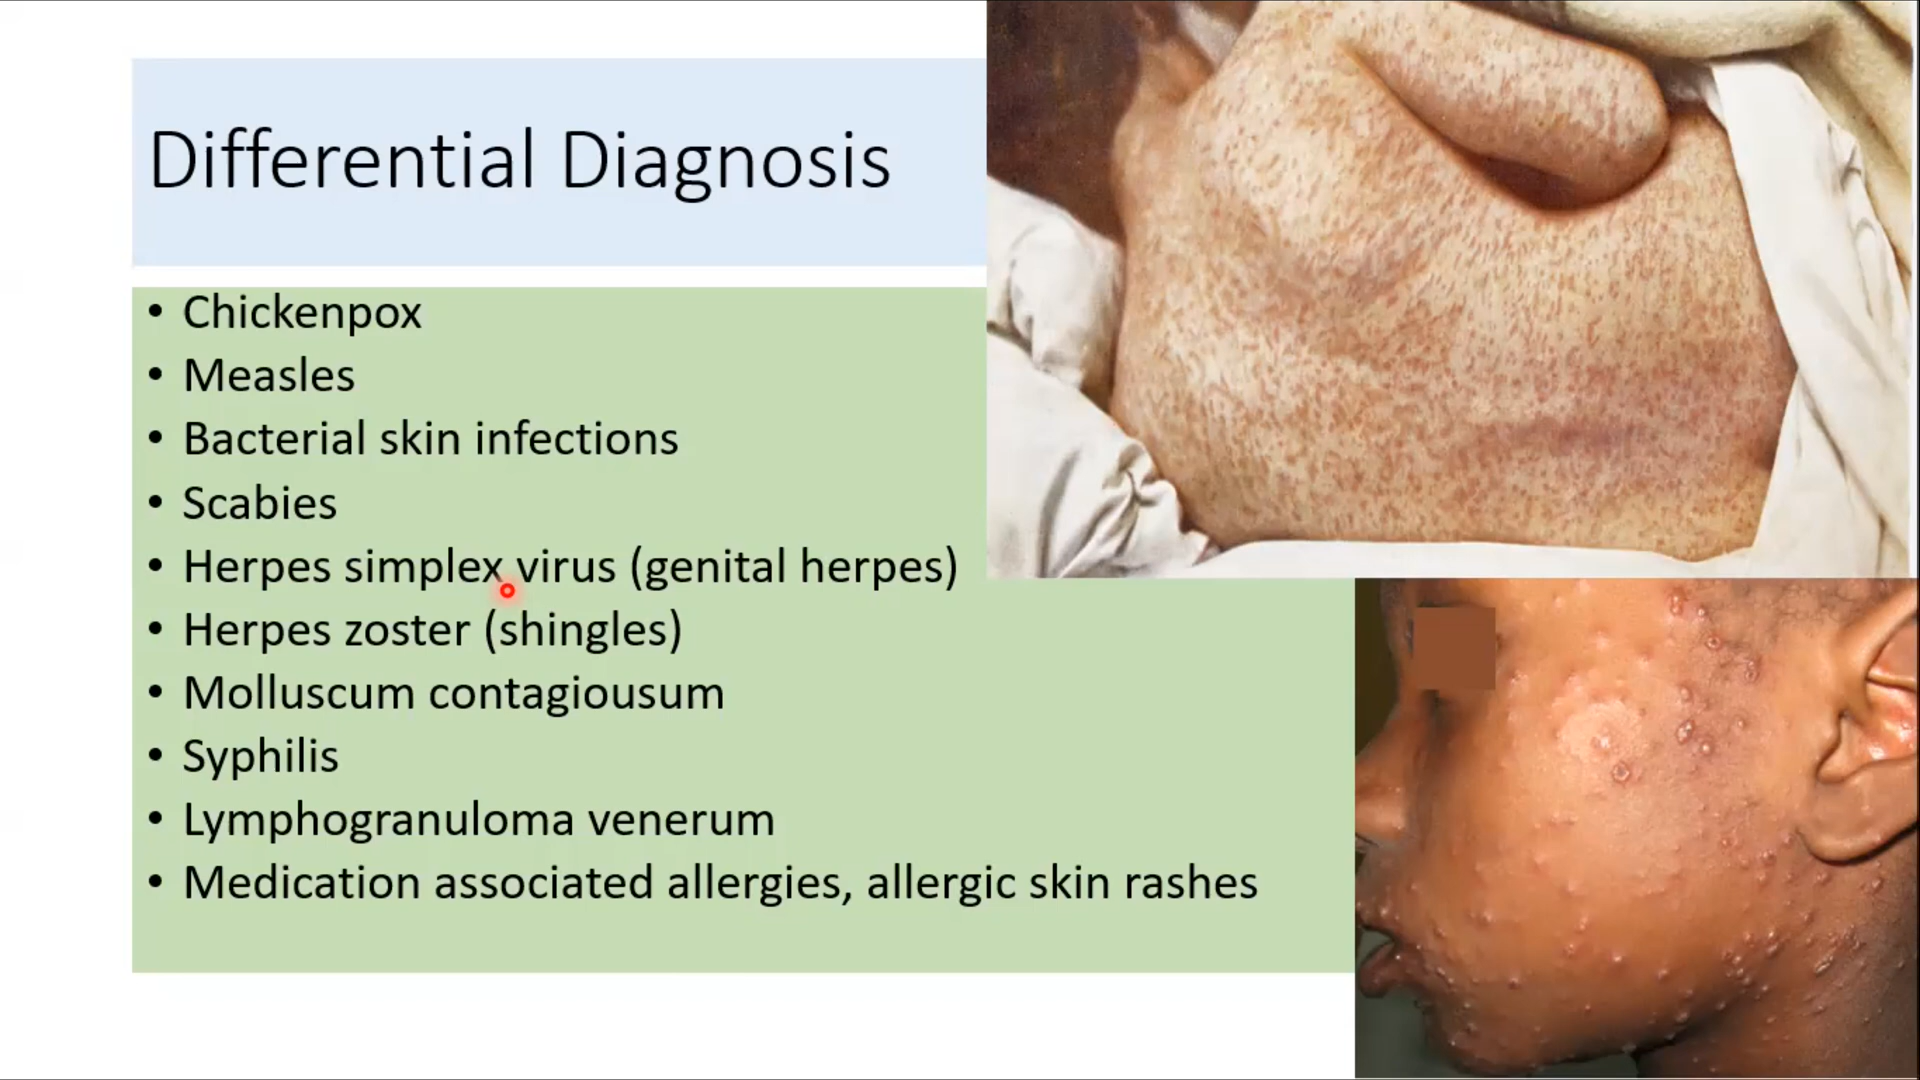 Differential Diagnosis
• Chickenpox
• Measles
• Bacterial skin infections
• Scabies
• Herpes simplex virus (genital herpes)
• Herpes zoster (shingles)
• Molluscum contagiousum
• Syphilis
• Lymphogranuloma venerum
• Medication associated allergies, allergic skin rashes